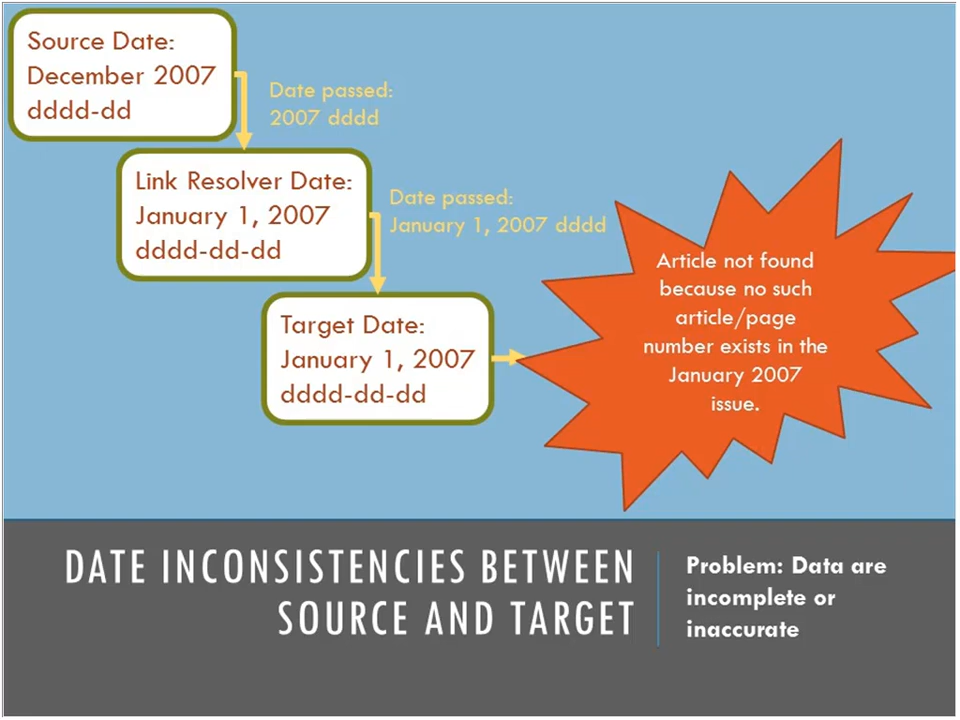 Source Date:
December 2007
dddd-dd
Date passed:
2007 dddd
Link Resolver Date:
January 1, 2007
dddd-dd-dd
Date passed:
January 1, 2007 dddd
Target Date:
January 1, 2007
dddd-dd-dd
Article not found
because no such
article/page
number exists in the
January 2007
issue.
DATE INCONSISTENCIES BETWEEN
SOURCE AND TARGET
Problem: Data are
incomplete or
inaccurate